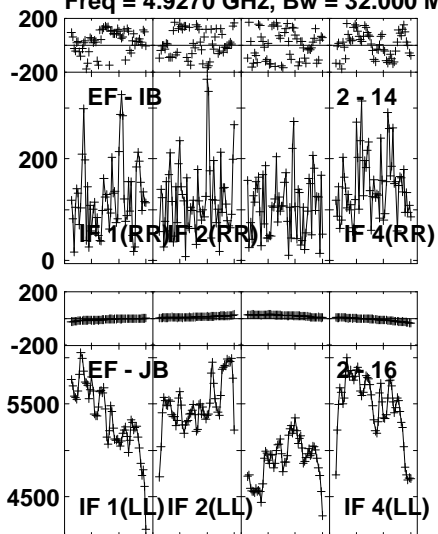 Freq = 4.9270 GHz, Bw = 32.000 M
200
-200
EF - IB
2 - 14
200
IF 1(RR)
IF 2(RR)
IF 4(RR)
0
200
-200
EF - JB
2 - 16
5500
4500
IF 1(LL)
IF 2(LL)
IF 4(LL)